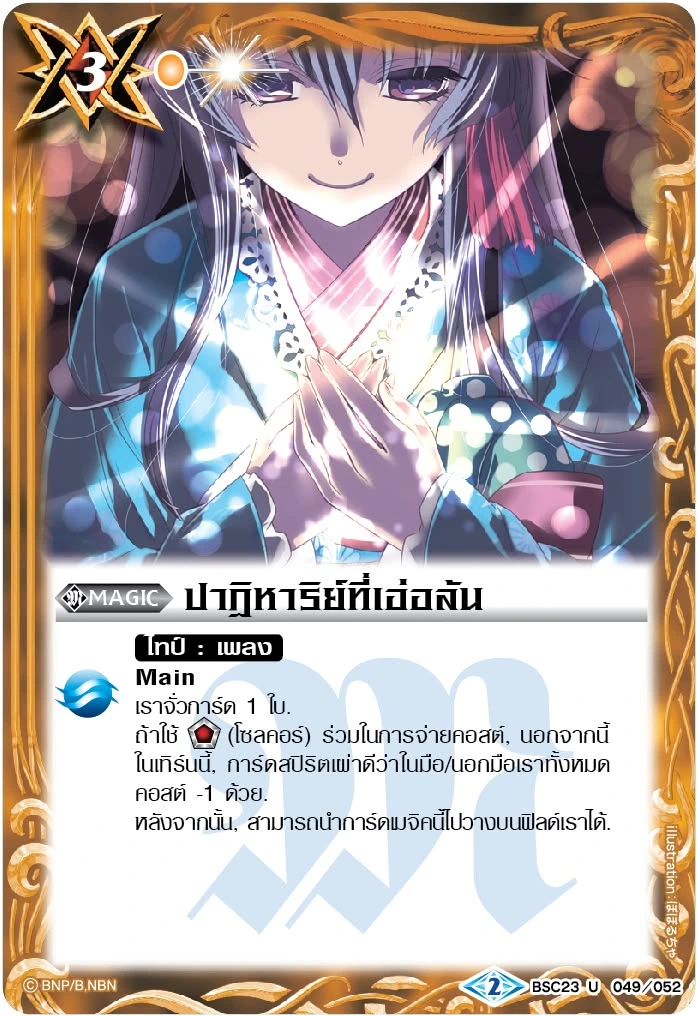 3
MAGIC ปาฏิหาริย์ที่เอ่อล้น
ไทป์ : เพลง
Main
เราจั่วการ์ด 1 ใบ.
ถ้าใช้ (โซลคอร์) ร่วมในการจ่ายคอสต์, นอกจากนี้
ในเทิร์นนี้, การ์ดสปิริตเผ่าดีว่าในมือ/นอกมือเราทั้งหมด
คอสต์ -1 ด้วย.
หลังจากนั้น, สามารถนำการ์ดเมจิคนี้ไปวางบนฟิลด์เราได้.
illustration:ぽぽるちゃ
© BNP/B,NBN
2 BSC23 U 049/052